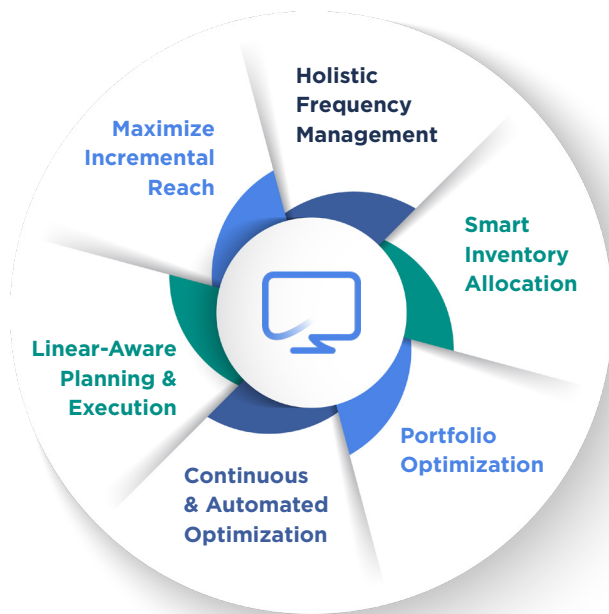 Holistic
Frequency
Management
Smart
Inventory
Allocation
Portfolio
Optimization
Continuous
& Automated
Optimization
Linear-Aware
Planning &
Execution
Maximize
Incremental
Reach